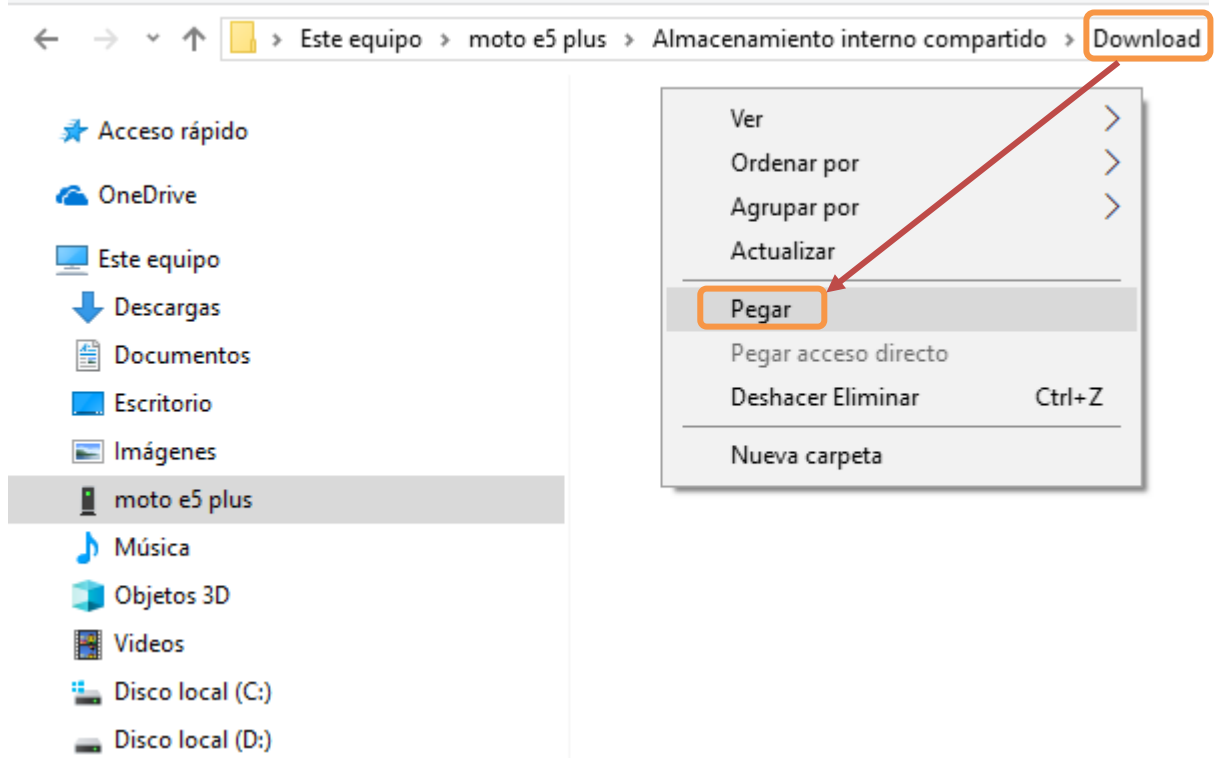 Este equipo > moto e5 plus > Almacenamiento interno compartido > Download
Acceso rápido
OneDrive
Este equipo
Descargas
Documentos
Escritorio
Imágenes
moto e5 plus
Música
Objetos 3D
Videos
Disco local (C:)
Disco local (D:)
Ver
Ordenar por
Agrupar por
Actualizar
Pegar
Pegar acceso directo
Deshacer Eliminar Ctrl+Z
Nueva carpeta